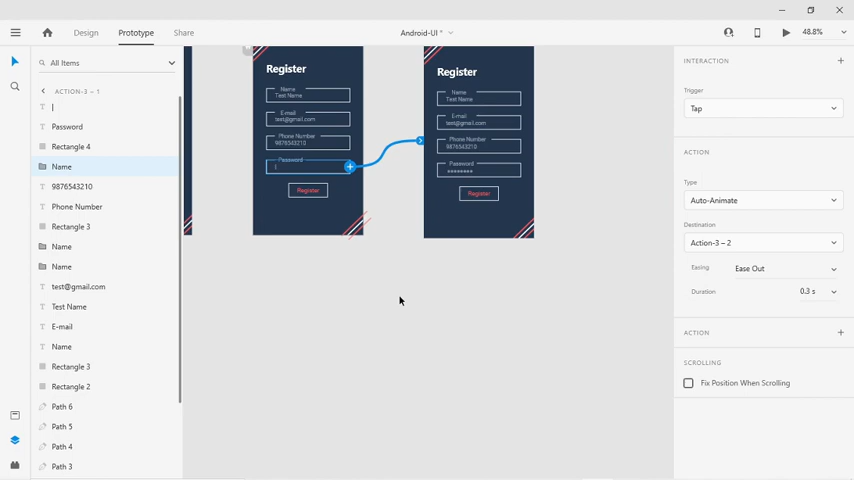 Design
Prototype
Share
Android-UI *
48.8%
All Items
ACTION-3 – 1
|
Password
Rectangle 4
Name
9876543210
Phone Number
Rectangle 3
Name
Name
test@gmail.com
Test Name
E-mail
Name
Rectangle 3
Rectangle 2
Path 6
Path 5
Path 4
Path 3
Register
Name
Test Name
E-mail
test@gmail.com
Phone Number
9876543210
Password
|
Register
Register
Name
Test Name
E-mail
test@gmail.com
Phone Number
9876543210
Password
********
Register
INTERACTION
Trigger
Tap
ACTION
Type
Auto-Animate
Destination
Action-3 – 2
Easing
Ease Out
Duration
0.3 s
ACTION
SCROLLING
Fix Position When Scrolling